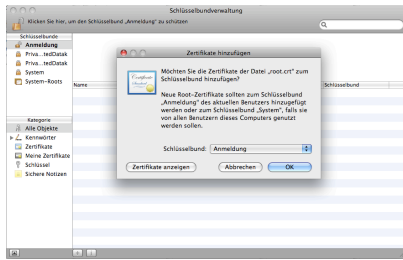 Schlüsselbundverwaltung
Klicken Sie hier, um den Schlüsselbund „Anmeldung“ zu schützen
Schlüsselbunde
Anmeldung
Priva...tedDatak
Priva...tedDatak
System
System-Roots
Name
Schlüsselbund
Zertifikate hinzufügen
Möchten Sie die Zertifikate der Datei „root.crt“ zum
Schlüsselbund hinzufügen?
Neue Root-Zertifikate sollten zum Schlüsselbund
„Anmeldung“ des aktuellen Benutzers hinzugefügt
werden oder zum Schlüsselbund „System“, falls sie
von allen Benutzern dieses Computers genutzt
werden sollen.
Schlüsselbund: Anmeldung
Zertifikate anzeigen
Abbrechen
OK
Kategorie
Alle Objekte
Kennwörter
Zertifikate
Meine Zertifikate
Schlüssel
Sichere Notizen